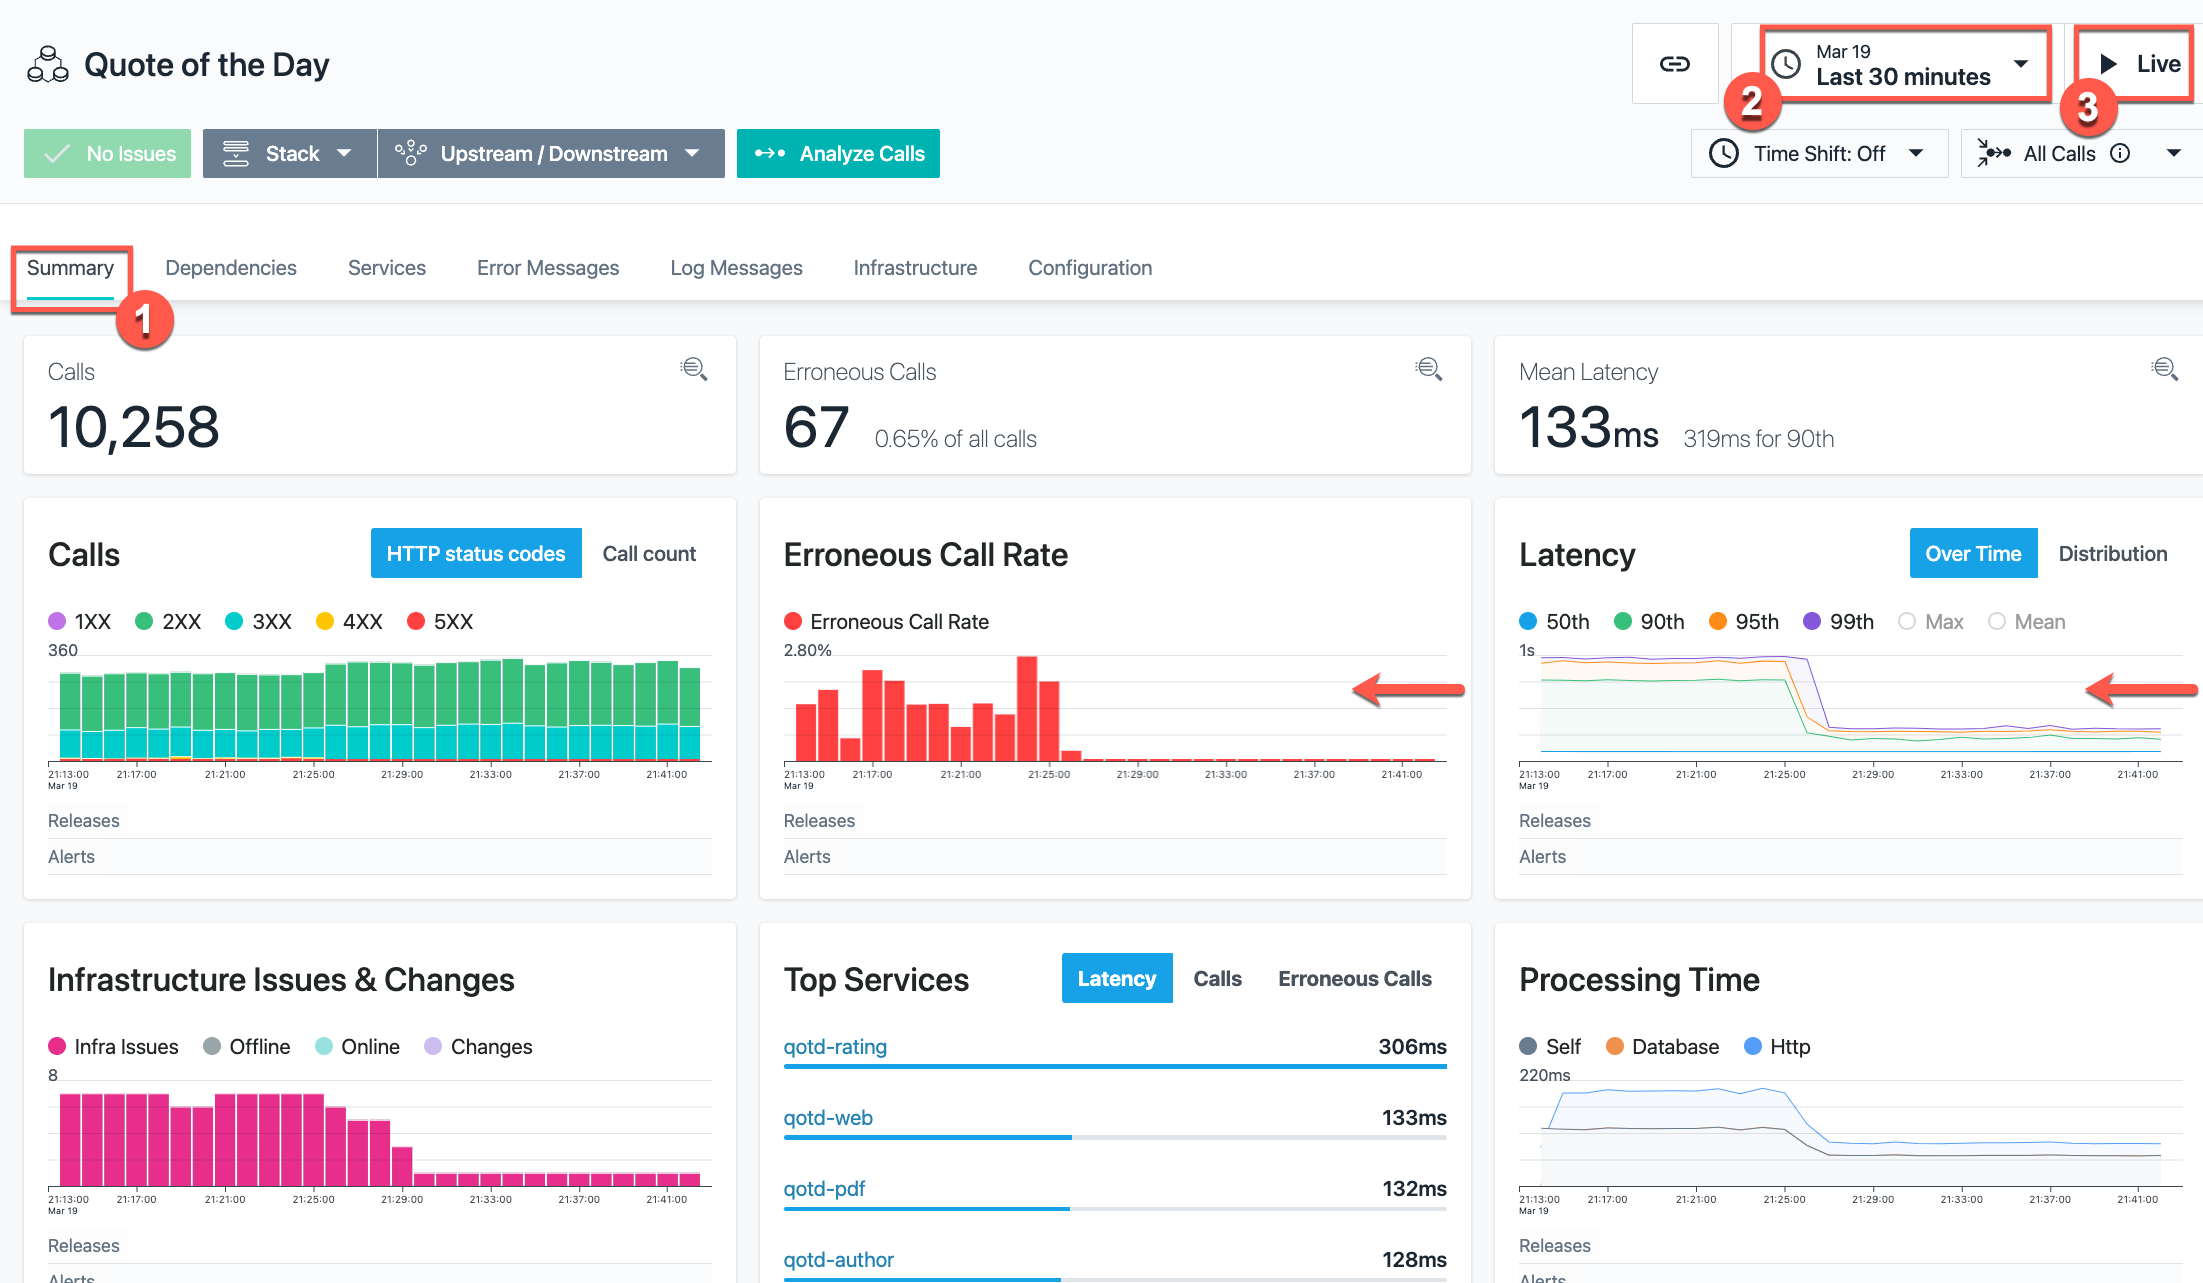 Quote of the Day
Mar 19
Last 30 minutes
Live
2
3
No Issues
Stack
Upstream / Downstream
Analyze Calls
Time Shift: Off
All Calls
Summary
Dependencies
Services
Error Messages
Log Messages
Infrastructure
Configuration
1
Calls
10,258
Erroneous Calls
67 0.65% of all calls
Mean Latency
133ms 319ms for 90th
Calls
HTTP status codes
Call count
1XX 2XX 3XX 4XX 5XX
360
21:13:00 21:17:00 21:21:00 21:25:00 21:29:00 21:33:00 21:37:00 21:41:00
Mar 19
Releases
Alerts
Erroneous Call Rate
Erroneous Call Rate
2.80%
21:13:00 21:17:00 21:21:00 21:25:00 21:29:00 21:33:00 21:37:00 21:41:00
Mar 19
Releases
Alerts
Latency
Over Time
Distribution
50th 90th 95th 99th Max Mean
1s
21:13:00 21:17:00 21:21:00 21:25:00 21:29:00 21:33:00 21:37:00 21:41:00
Mar 19
Releases
Alerts
Infrastructure Issues & Changes
Infra Issues Offline Online Changes
8
21:13:00 21:17:00 21:21:00 21:25:00 21:29:00 21:33:00 21:37:00 21:41:00
Mar 19
Releases
Alerts
Top Services
Latency
Calls
Erroneous Calls
qotd-rating 306ms
qotd-web 133ms
qotd-pdf 132ms
qotd-author 128ms
Processing Time
Self Database Http
220ms
21:13:00 21:17:00 21:21:00 21:25:00 21:29:00 21:33:00 21:37:00 21:41:00
Mar 19
Releases
Alerts